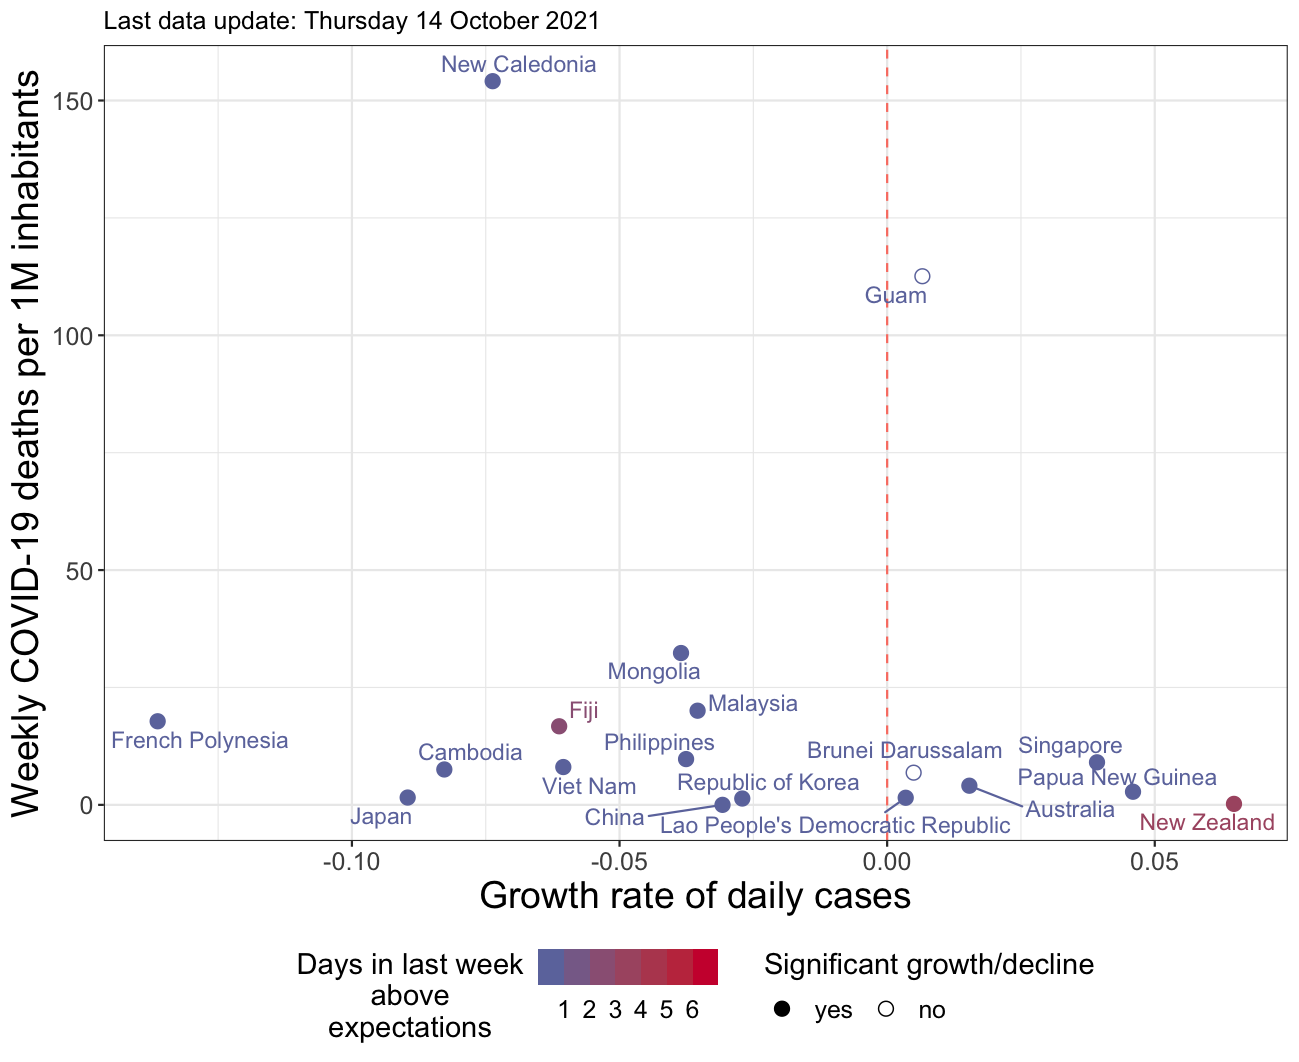 Last data update: Thursday 14 October 2021
Weekly COVID-19 deaths per 1M inhabitants
150
100
50
0
New Caledonia
Guam
Mongolia
Malaysia
Fiji
French Polynesia
Philippines
Cambodia
Brunei Darussalam
Singapore
Viet Nam
Republic of Korea
Papua New Guinea
Japan
China
Lao People's Democratic Republic
Australia
New Zealand
-0.10
-0.05
0.00
0.05
Growth rate of daily cases
Days in last week
above
expectations
1 2 3 4 5 6
Significant growth/decline
yes no